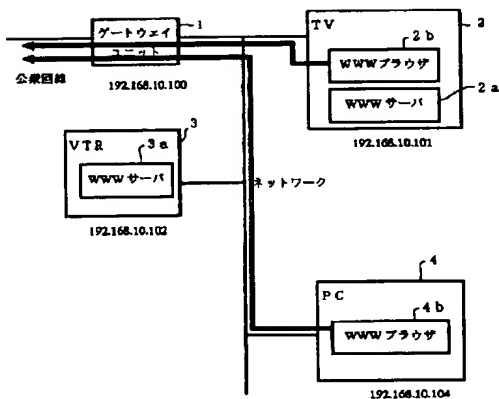 ゲートウェイ
ユニット
1
公衆回線
192.168.10.100
TV
2
WWWブラウザ
2b
WWWサーバ
2a
192.168.10.101
VTR
3
3a
WWWサーバ
192.168.10.102
ネットワーク
PC
4
4b
WWWブラウザ
192.168.10.104